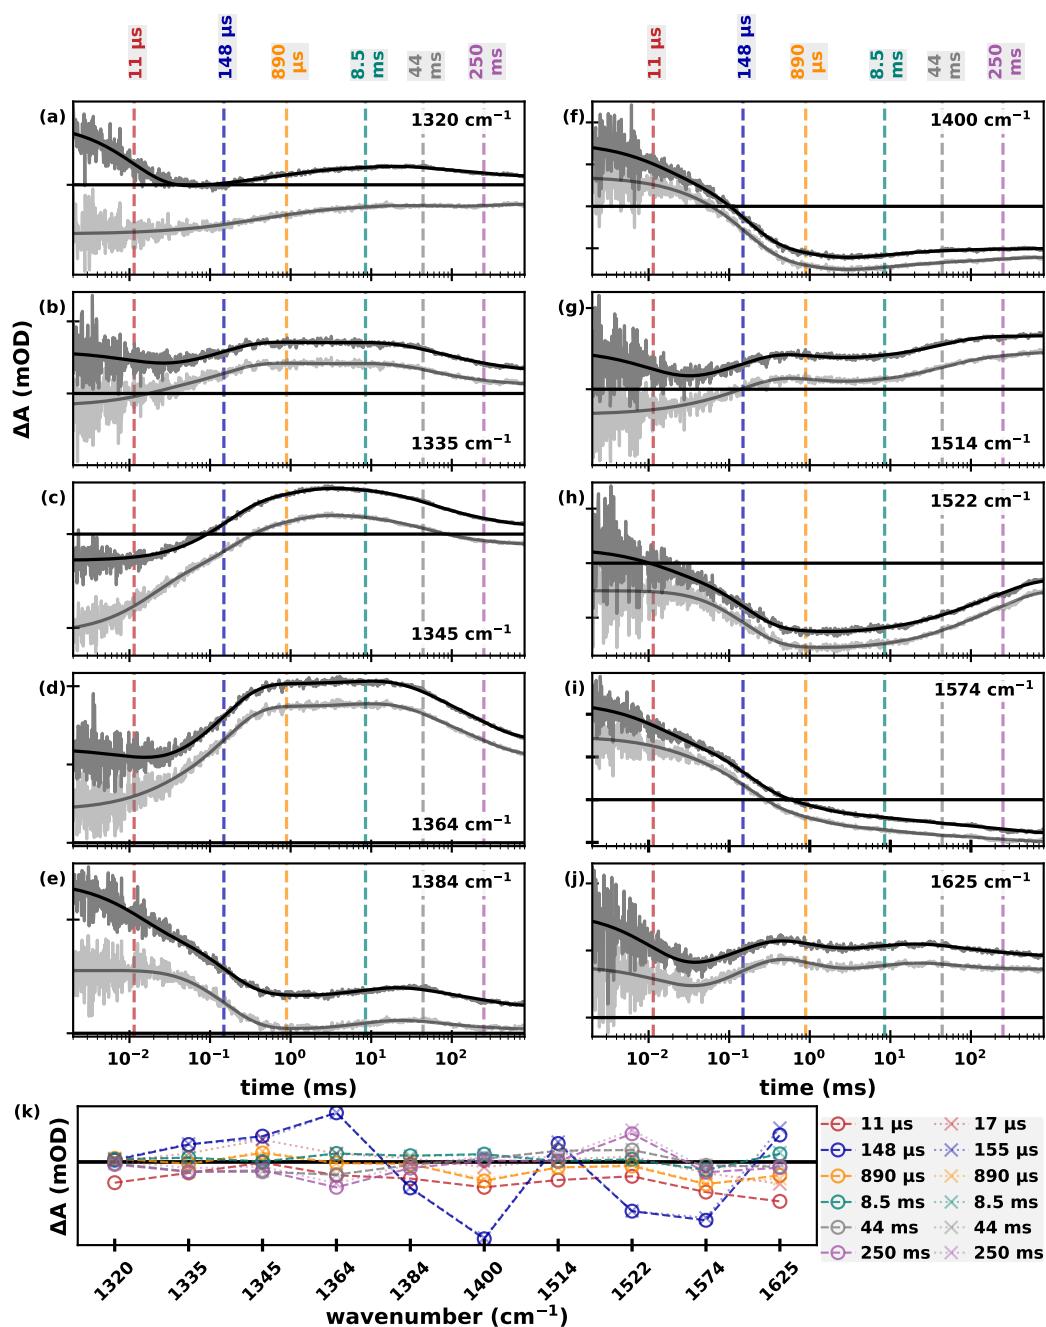 11 µs
148 µs
890 µs
8.5 ms
44 ms
250 ms
11 µs
148 µs
890 µs
8.5 ms
44 ms
250 ms
(a)
1320 cm⁻¹
(f)
1400 cm⁻¹
(b)
1335 cm⁻¹
(g)
1514 cm⁻¹
ΔA (mOD)
(c)
1345 cm⁻¹
(h)
1522 cm⁻¹
(d)
1364 cm⁻¹
(i)
1574 cm⁻¹
(e)
1384 cm⁻¹
(j)
1625 cm⁻¹
10⁻² 10⁻¹ 10⁰ 10¹ 10²
time (ms)
10⁻² 10⁻¹ 10⁰ 10¹ 10²
time (ms)
(k)
ΔA (mOD)
1320 1335 1345 1364 1384 1400 1514 1522 1574 1625
wavenumber (cm⁻¹)
11 µs 17 µs
148 µs 155 µs
890 µs 890 µs
8.5 ms 8.5 ms
44 ms 44 ms
250 ms 250 ms